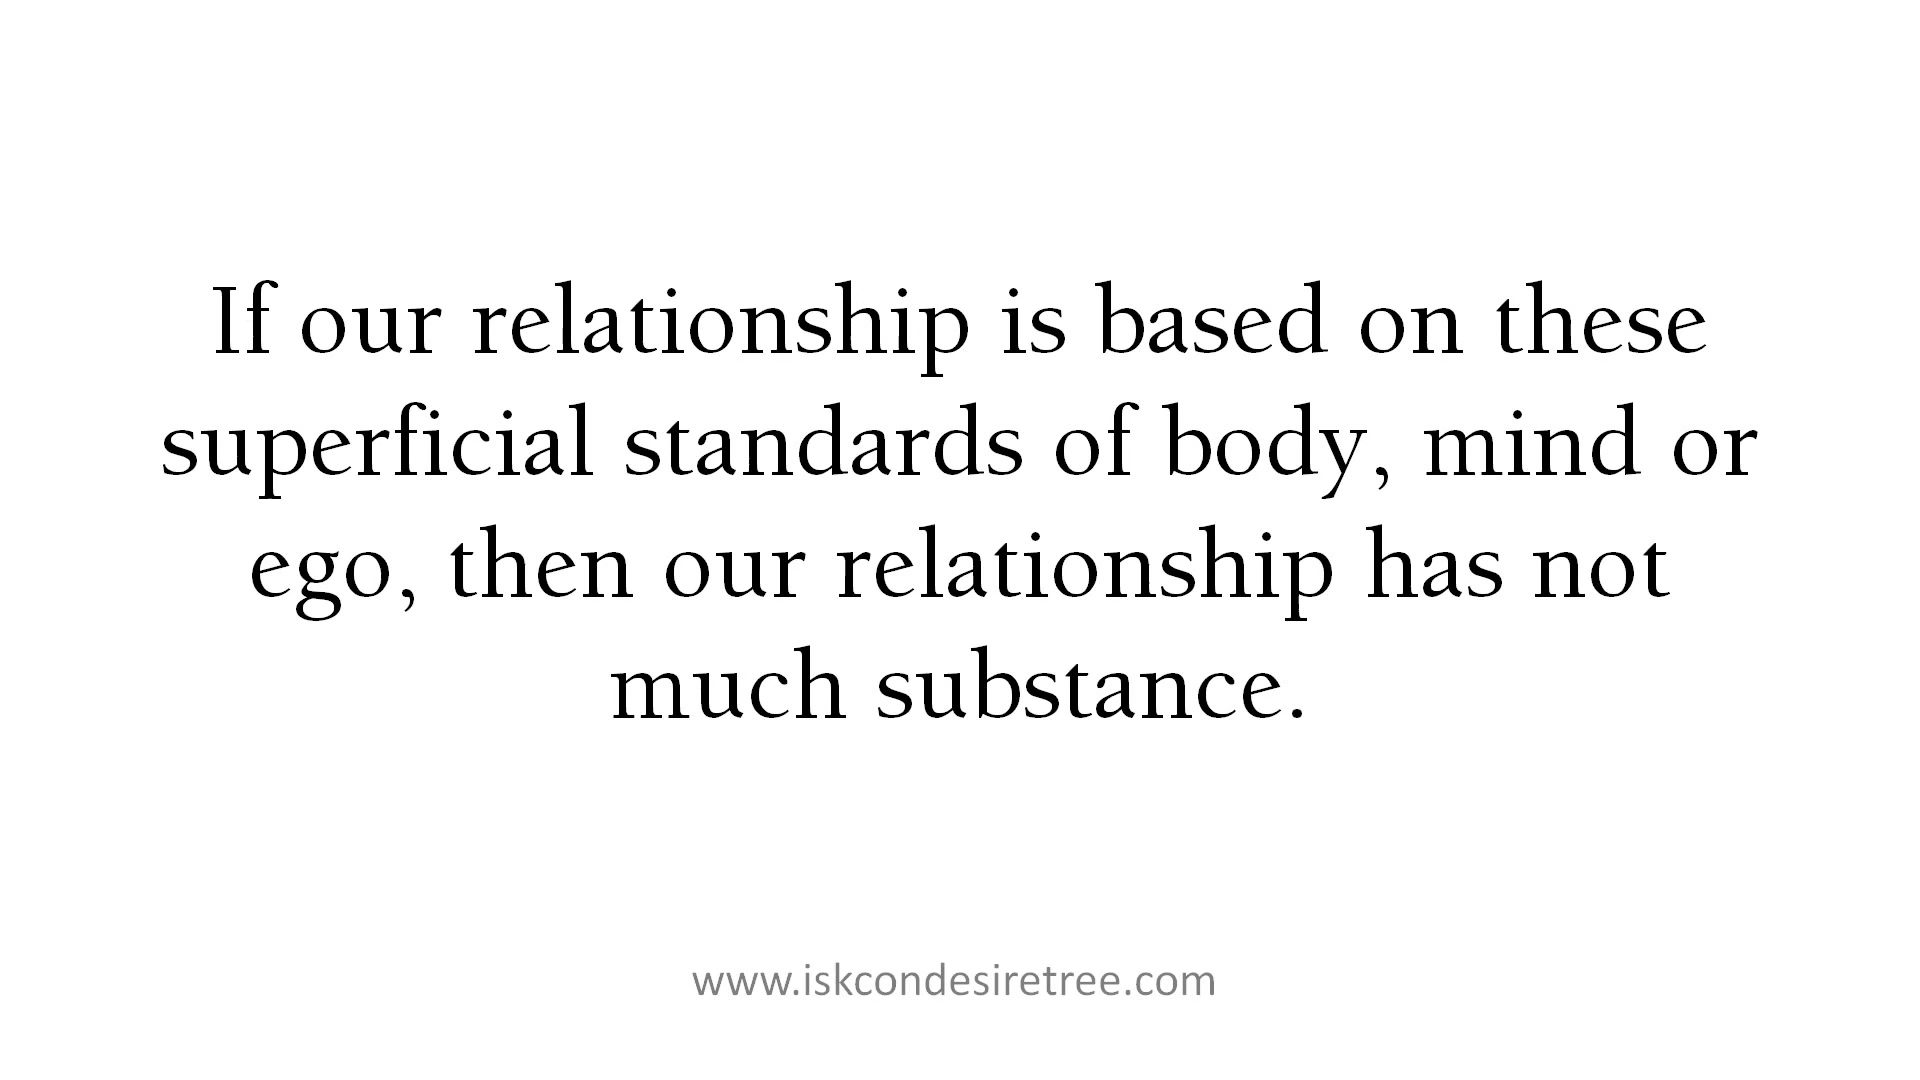 If our relationship is based on these
superficial standards of body, mind or
ego, then our relationship has not
much substance.
www.iskcondesiretree.com